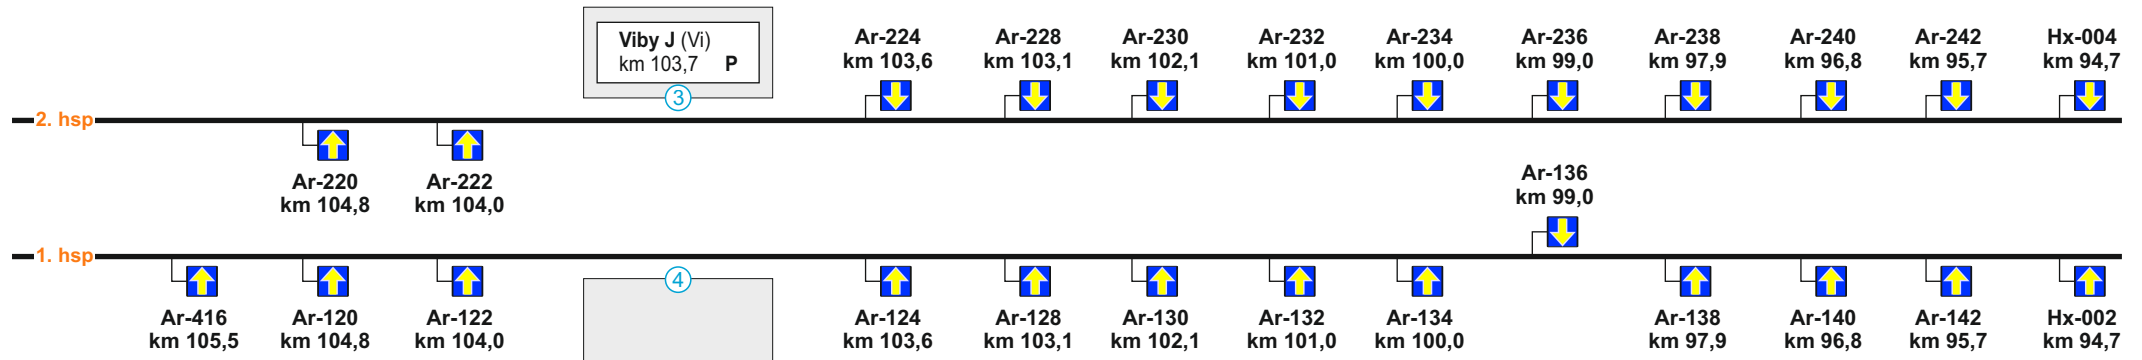 Viby J (Vi)
km 103,7 P
3
Ar-224
km 103,6
Ar-228
km 103,1
Ar-230
km 102,1
Ar-232
km 101,0
Ar-234
km 100,0
Ar-236
km 99,0
Ar-238
km 97,9
Ar-240
km 96,8
Ar-242
km 95,7
Hx-004
km 94,7
2. hsp
Ar-220
km 104,8
Ar-222
km 104,0
Ar-136
km 99,0
1. hsp
4
Ar-416
km 105,5
Ar-120
km 104,8
Ar-122
km 104,0
Ar-124
km 103,6
Ar-128
km 103,1
Ar-130
km 102,1
Ar-132
km 101,0
Ar-134
km 100,0
Ar-138
km 97,9
Ar-140
km 96,8
Ar-142
km 95,7
Hx-002
km 94,7